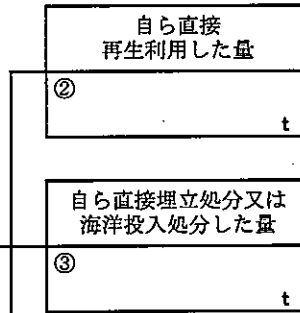 自ら直接
再生利用した量
②
t
自ら直接埋立処分又は
海洋投入処分した量
③
t